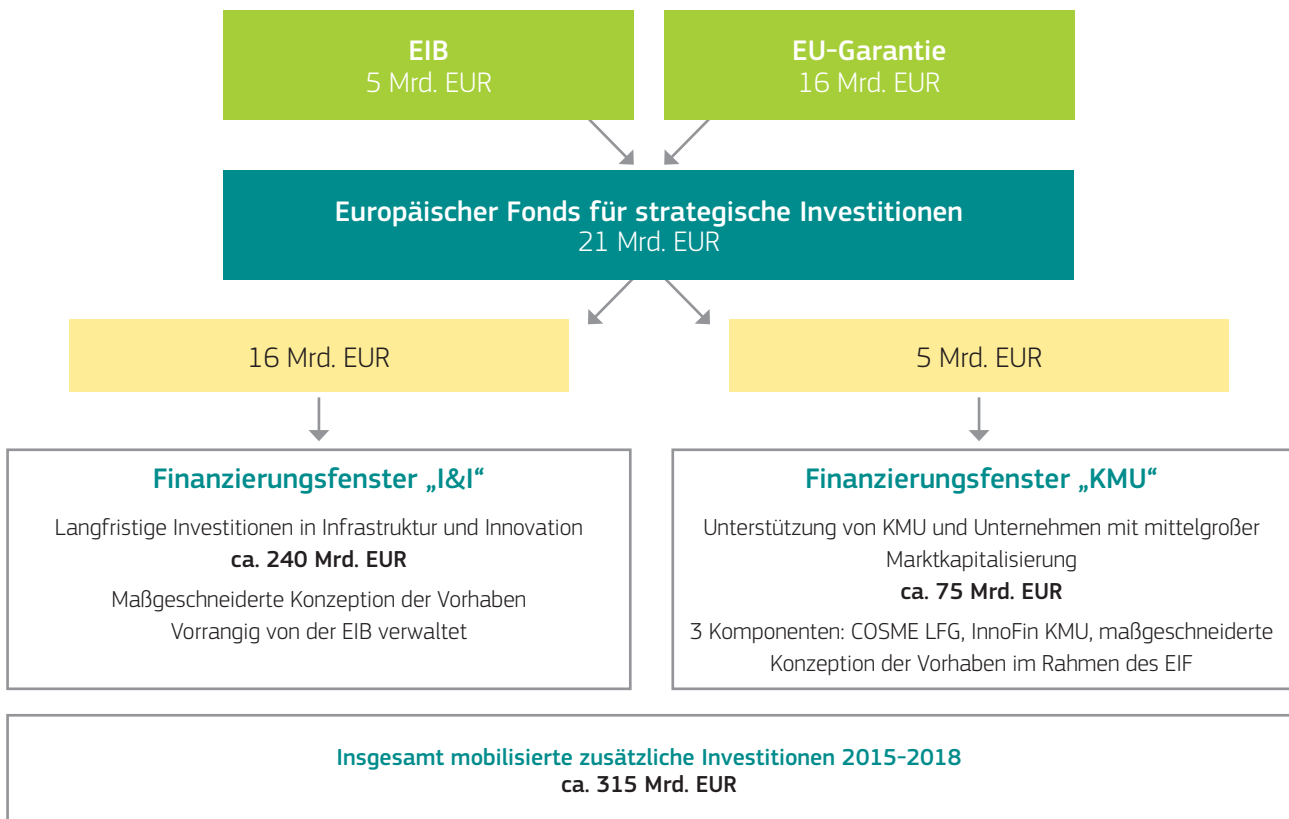 EIB
5 Mrd. EUR
EU-Garantie
16 Mrd. EUR
Europäischer Fonds für strategische Investitionen
21 Mrd. EUR
16 Mrd. EUR
5 Mrd. EUR
Finanzierungsfenster „I&I“
Langfristige Investitionen in Infrastruktur und Innovation
ca. 240 Mrd. EUR
Maßgeschneiderte Konzeption der Vorhaben
Vorrangig von der EIB verwaltet
Finanzierungsfenster „KMU“
Unterstützung von KMU und Unternehmen mit mittelgroßer
Marktkapitalisierung
ca. 75 Mrd. EUR
3 Komponenten: COSME LFG, InnoFin KMU, maßgeschneiderte
Konzeption der Vorhaben im Rahmen des EIF
Insgesamt mobilisierte zusätzliche Investitionen 2015-2018
ca. 315 Mrd. EUR